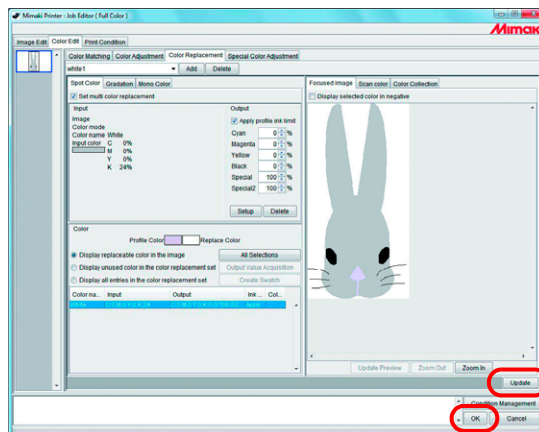 Mimaki Printer : Job Editor ( Full Color )
Mimaki
Image Edit Color Edit Print Condition
Color Matching Color Adjustment Color Replacement Special Color Adjustment
white1 Add Delete
Spot Color Gradation Mono Color
Set multi color replacement
Input
Image
Color mode
Color name White
Input color C 0%
M 0%
Y 0%
K 24%
Output
Apply profile ink limit
Cyan 0 %
Magenta 0 %
Yellow 0 %
Black 0 %
Special 100 %
Special2 100 %
Setup Delete
Color
Profile Color Replace Color
Display replaceable color in the image All Selections
Display unused color in the color replacement set Output Value Acquisition
Display all entries in the color replacement set Create Swatch
Color na... Input Output Ink ... Col...
White
Focused image Scan color Color Collection
Display selected color in negative
Update Preview Zoom Out Zoom In
Update
Condition Management
OK Cancel